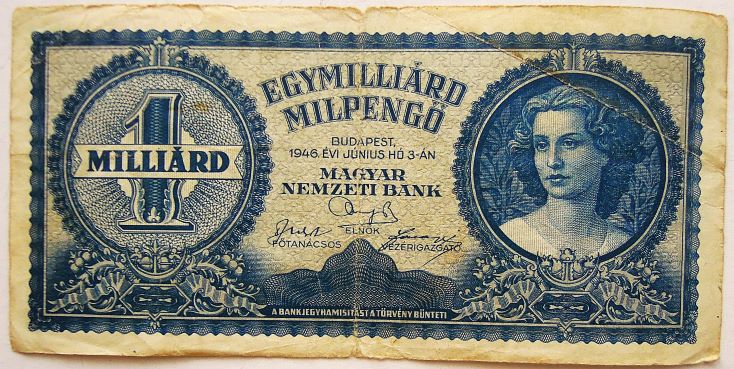 1
MILLIÁRD
EGYMILLIÁRD
MILPENGŐ
BUDAPEST,
1946. ÉVI JÚNIUS HÓ 3-ÁN
MAGYAR
NEMZETI BANK
ELNÖK
FŐTANÁCSOS
VEZÉRIGAZGATÓ
A BANKJEGYHAMISÍTÁST A TÖRVÉNY BÜNTETI